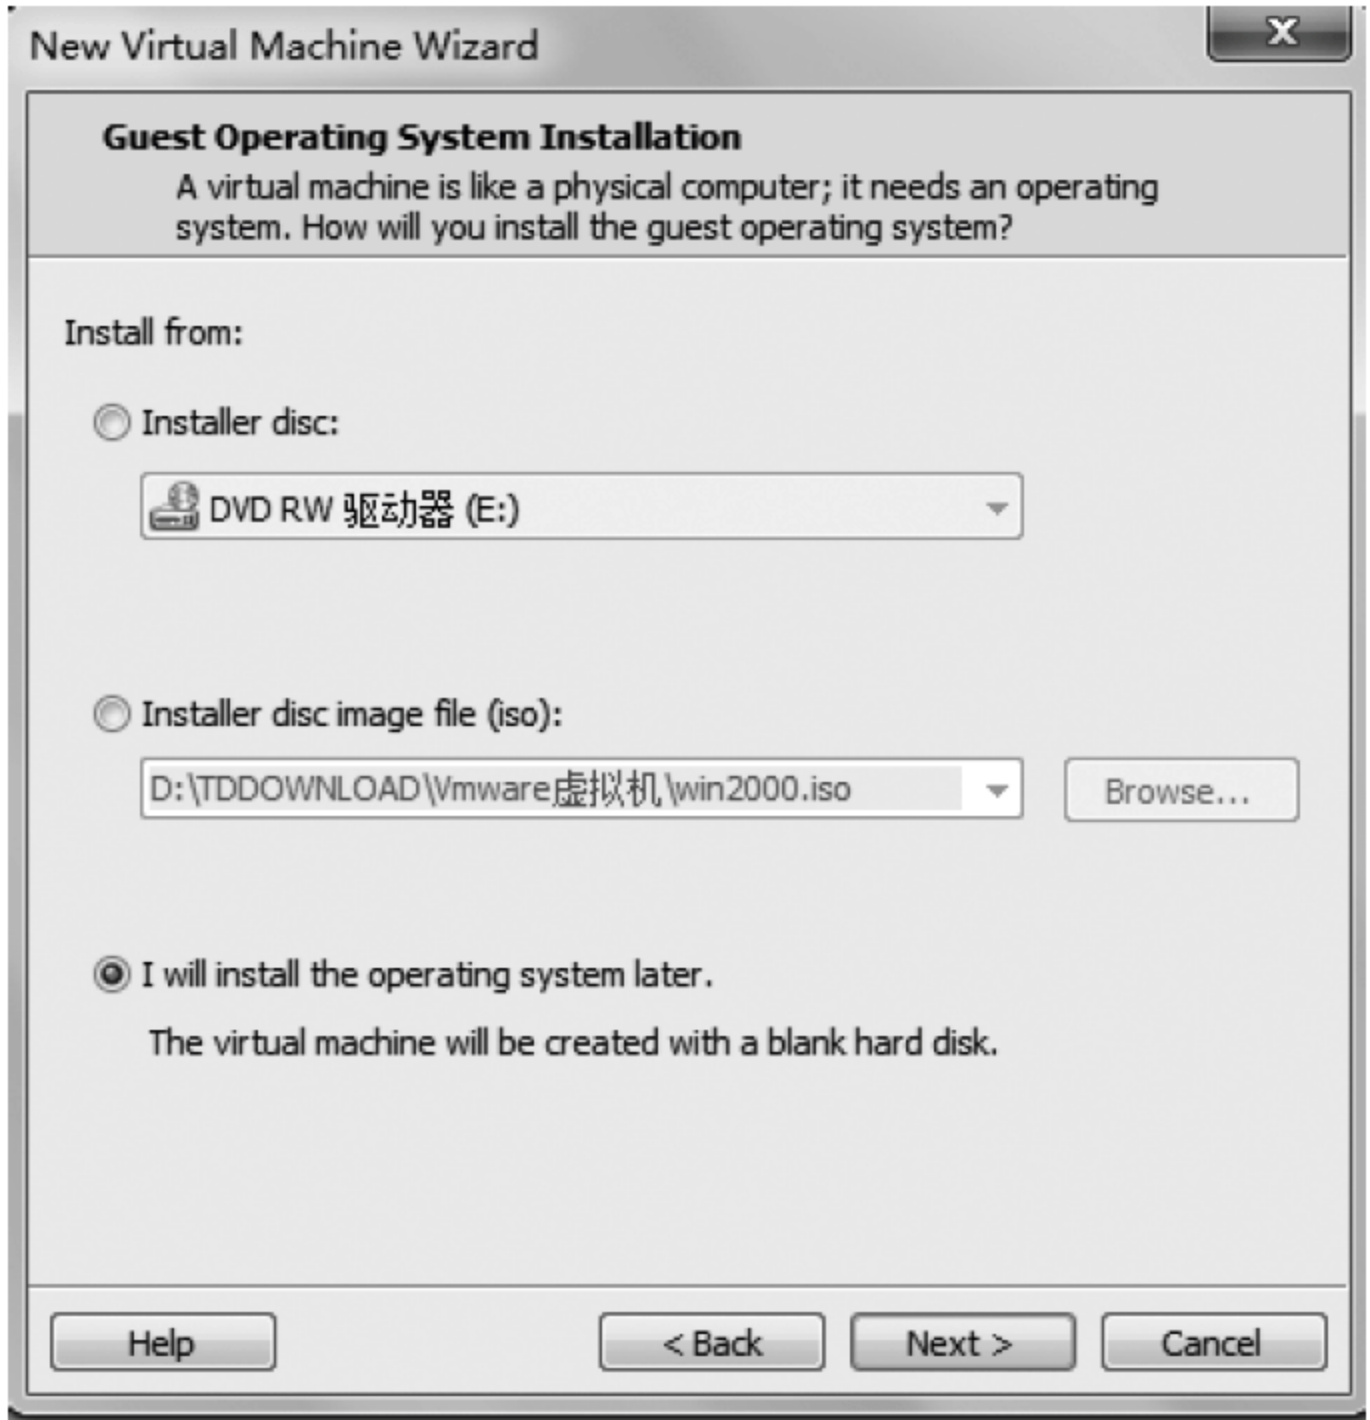 New Virtual Machine Wizard
x
Guest Operating System Installation
A virtual machine is like a physical computer; it needs an operating
system. How will you install the guest operating system?
Install from:
Installer disc:
DVD RW 驱动器 (E:)
Installer disc image file (iso):
D:\TDDOWNLOAD\Vmware虚拟机\win2000.iso
Browse...
I will install the operating system later.
The virtual machine will be created with a blank hard disk.
Help
< Back
Next >
Cancel